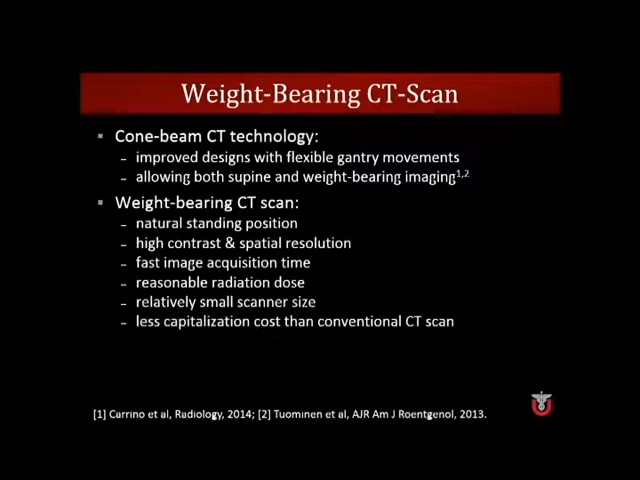 Weight-Bearing CT-Scan
▪ Cone-beam CT technology:
– improved designs with flexible gantry movements
– allowing both supine and weight-bearing imaging1,2
▪ Weight-bearing CT scan:
– natural standing position
– high contrast & spatial resolution
– fast image acquisition time
– reasonable radiation dose
– relatively small scanner size
– less capitalization cost than conventional CT scan
[1] Carrino et al, Radiology, 2014; [2] Tuominen et al, AJR Am J Roentgenol, 2013.